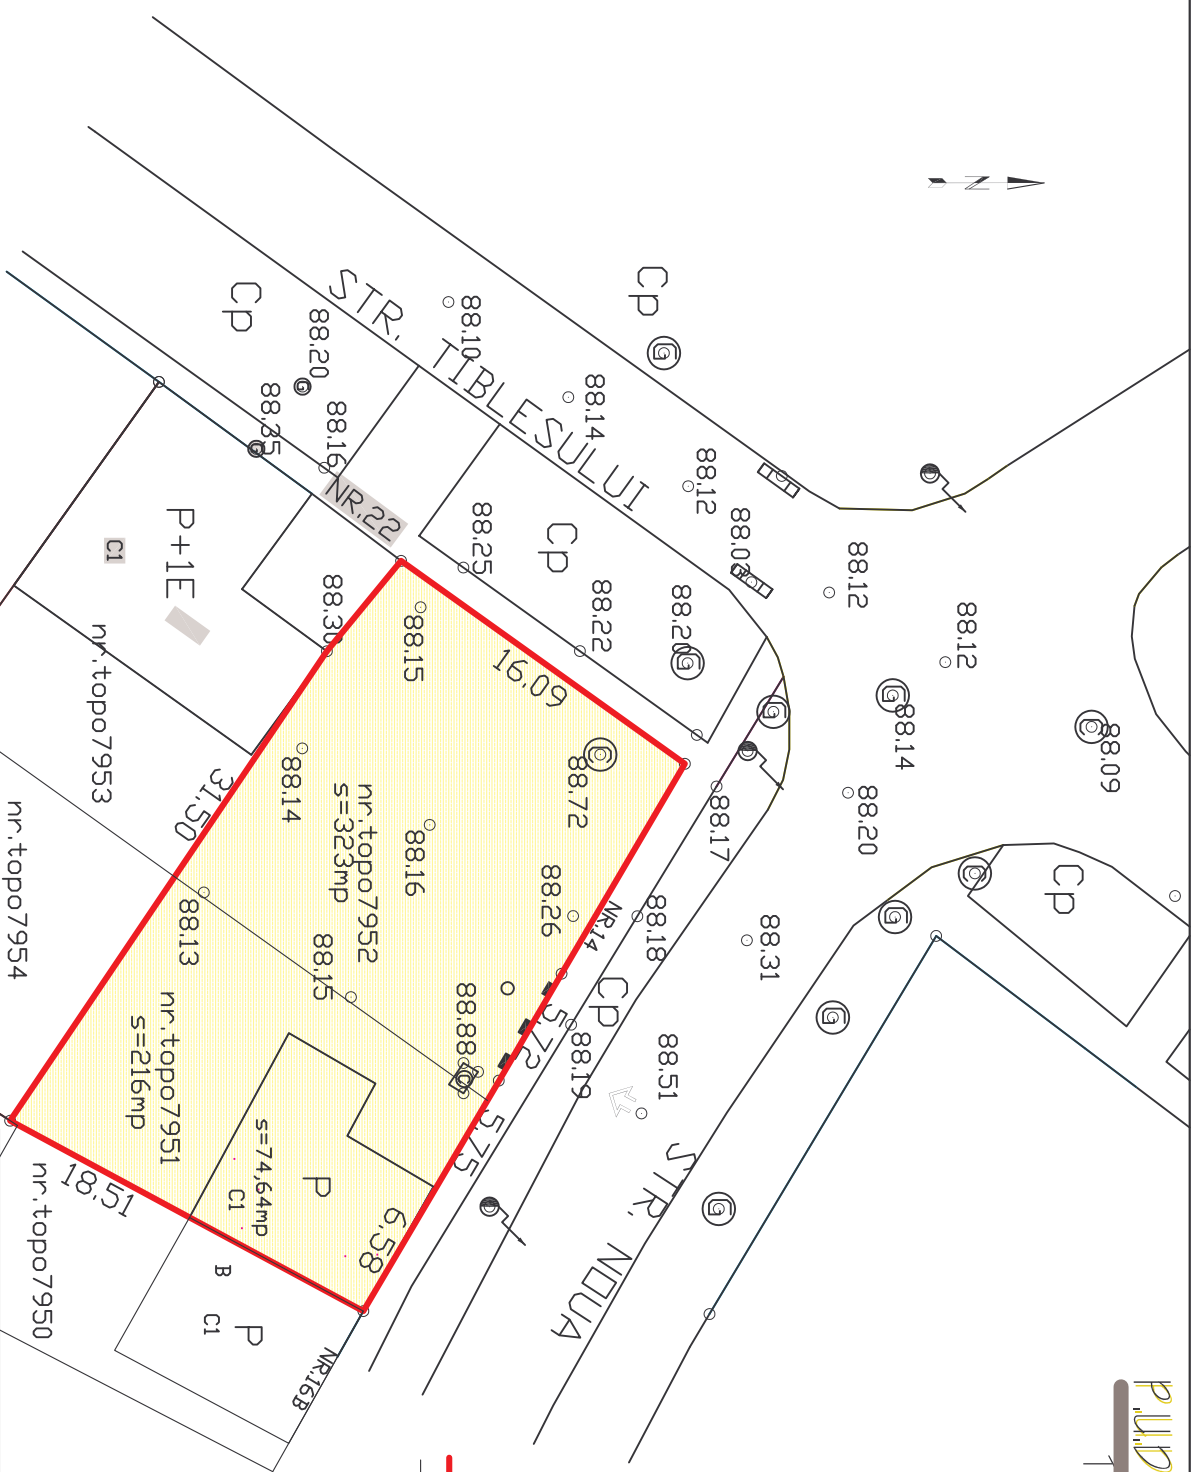 N
Cp
STR. TIBLESULUI
88.10
Cp
88.20
88.35
88.16
88.14
88.12
NR.22
88.25
Cp
88.12
88.12
88.22
88.20
88.30
88.15
P+1E
C1
nr.topo7953
16.09
88.14
88.09
88.14
88.72
88.17
88.20
Cp
31.50
nr.topo7952
s=323mp
88.16
88.26
NR.14
88.18
88.31
nr.topo7954
88.13
88.15
88.88
Cp
5.72
88.19
88.51
nr.topo7951
s=216mp
5.75
STR. NOUA
s=74,64mp
P
C1
18.51
6.58
nr.topo7950
B
C1
P
NR.16B
P.U.D